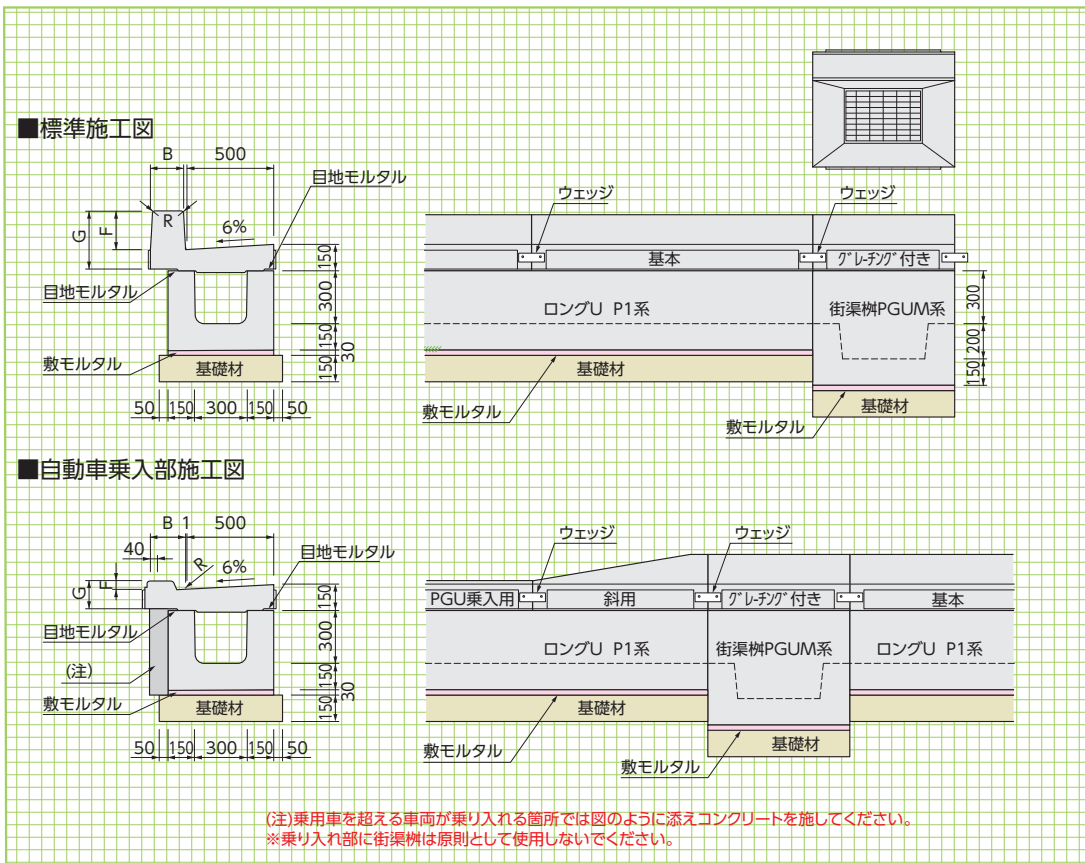 ■標準施工図
B
500
目地モルタル
R
6%
G
F
150
目地モルタル
300
150
30
敷モルタル
基礎材
150
50
150
300
150
50
ウェッジ
ウェッジ
基本
グレーチング付き
ロングU P1系
街渠桝PGUM系
300
200
150
基礎材
敷モルタル
基礎材
敷モルタル
■自動車乗入部施工図
B
1
500
40
目地モルタル
R
6%
G
F
150
目地モルタル
300
(注)
150
30
敷モルタル
基礎材
150
50
150
300
150
50
ウェッジ
ウェッジ
PGU乗入用
斜用
グレーチング付き
基本
ロングU P1系
街渠桝PGUM系
ロングU P1系
基礎材
基礎材
敷モルタル
敷モルタル
(注)乗用車を超える車両が乗り入れる箇所では図のように添えコンクリートを施してください。
※乗り入れ部に街渠桝は原則として使用しないでください。